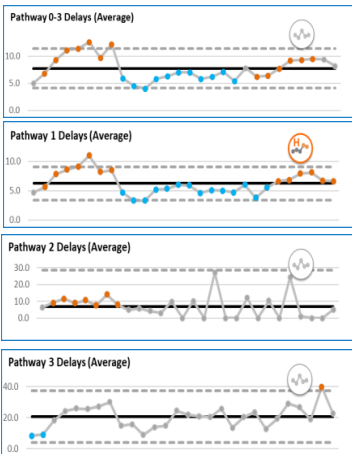 Pathway 0-3 Delays (Average)
10.0
5.0
0.0
Pathway 1 Delays (Average)
H
10.0
5.0
0.0
Pathway 2 Delays (Average)
30.0
20.0
10.0
0.0
Pathway 3 Delays (Average)
40.0
20.0
0.0